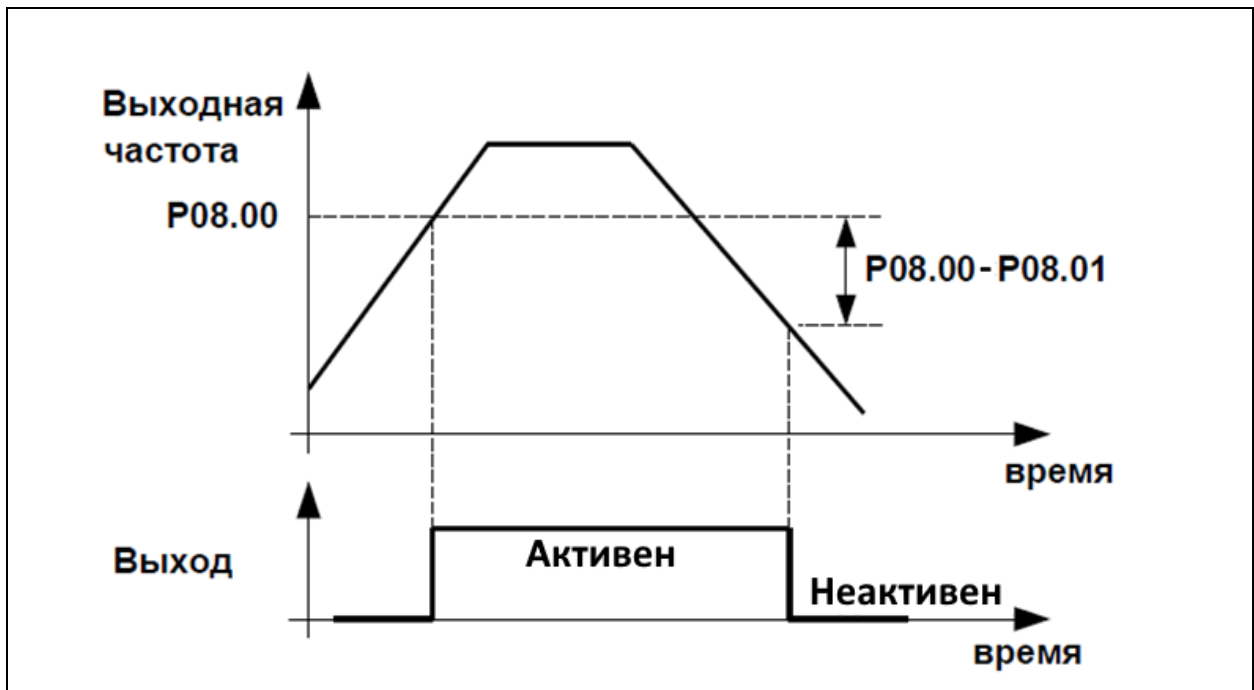 Выходная
частота
P08.00
P08.00-P08.01
время
Выход
Активен
Неактивен
время